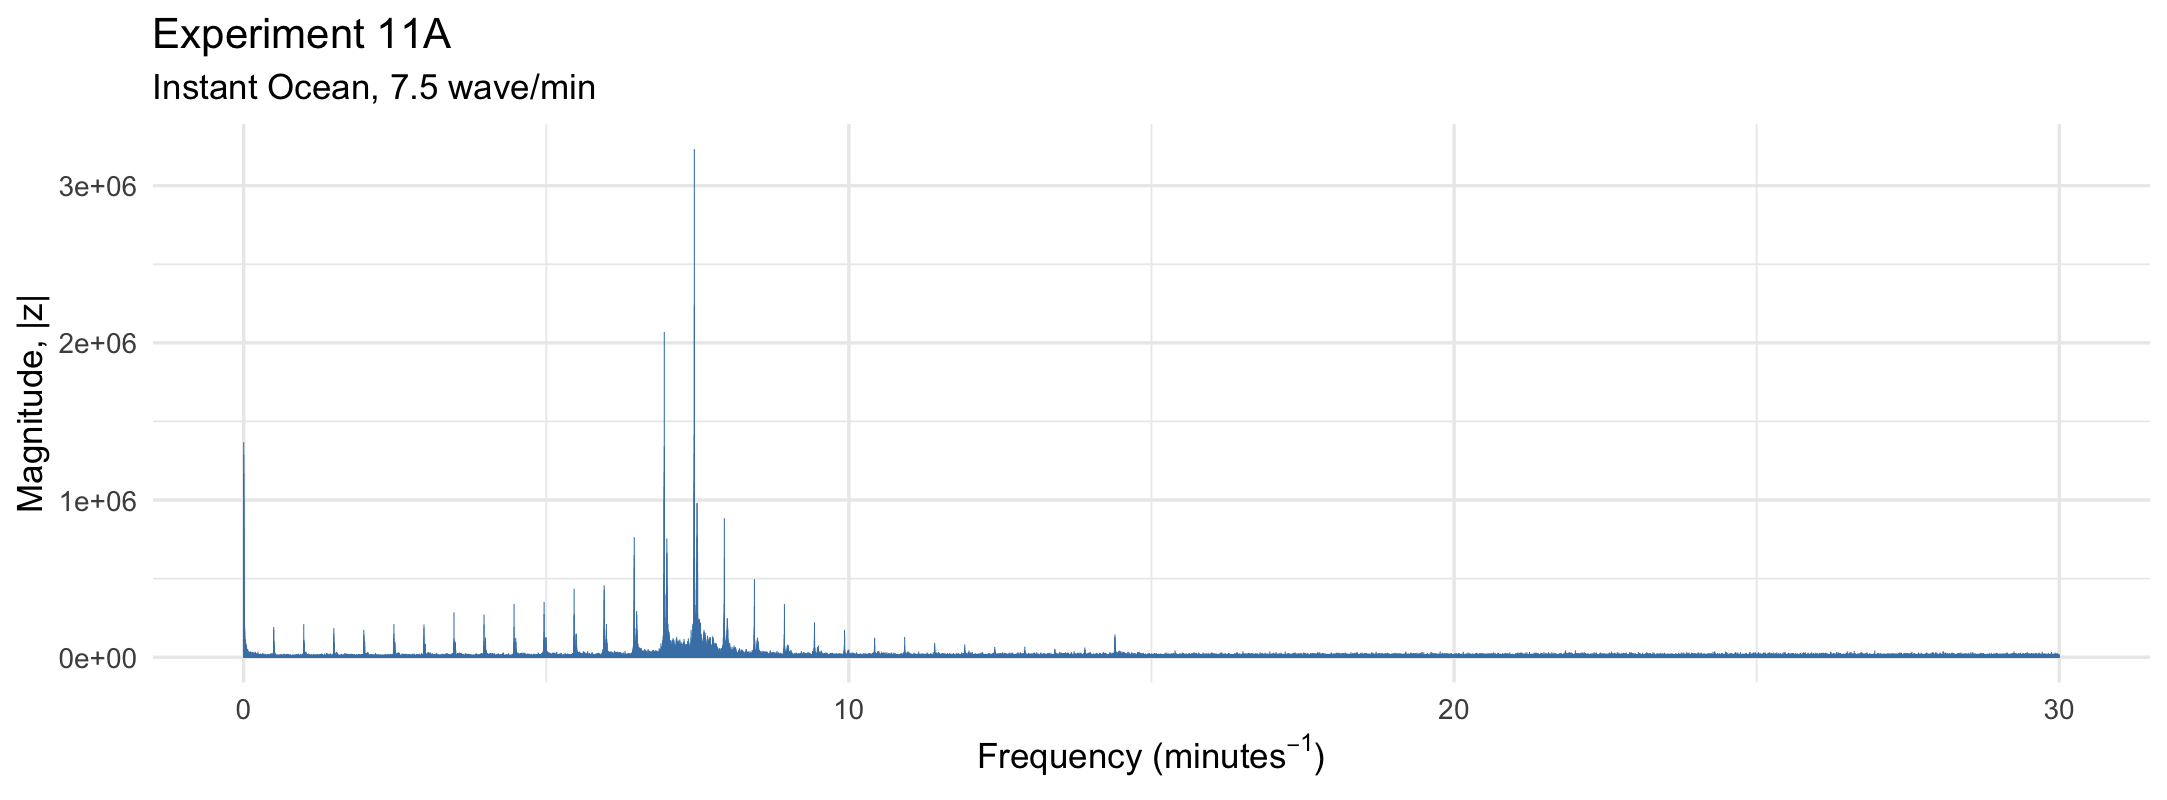 Experiment 11A
Instant Ocean, 7.5 wave/min
Magnitude, |z|
3e+06
2e+06
1e+06
0e+00
0 10 20 30
Frequency (minutes⁻¹)